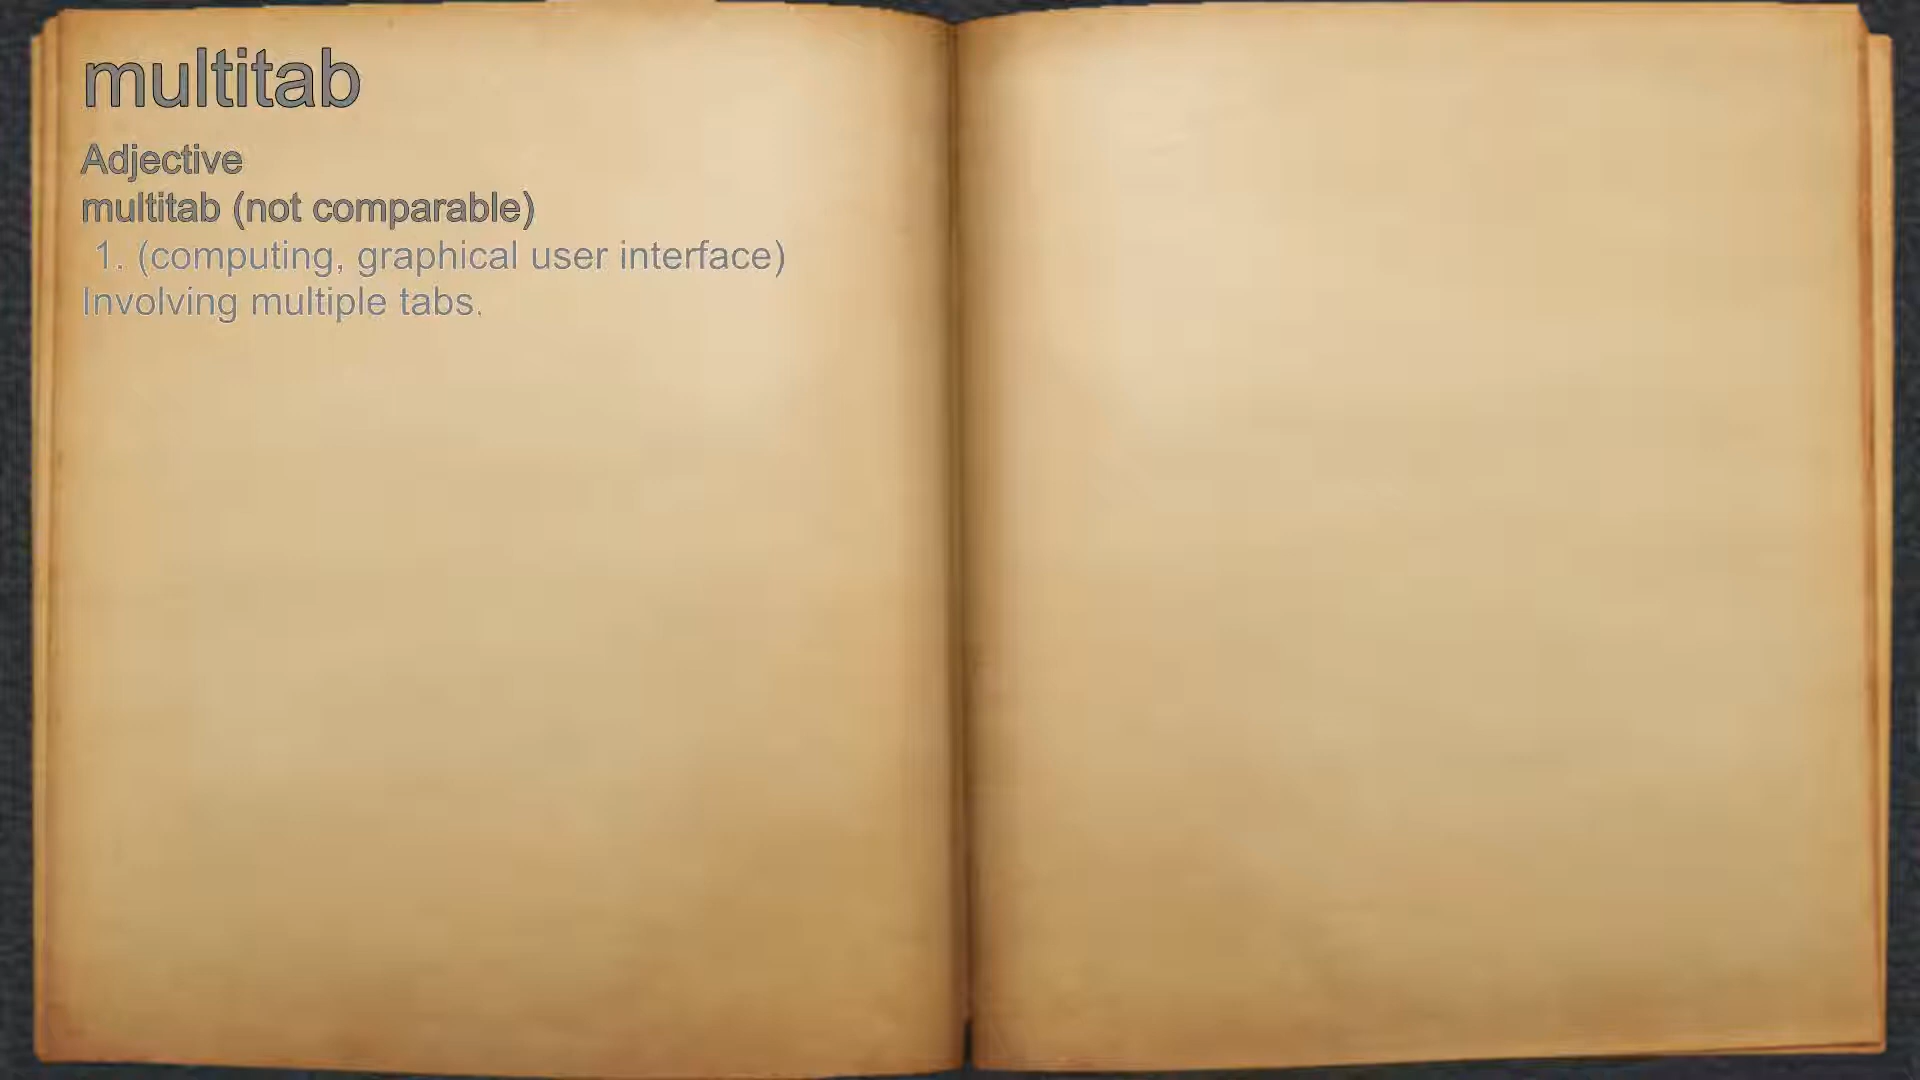 multitab
Adjective
multitab (not comparable)
1. (computing, graphical user interface)
Involving multiple tabs.